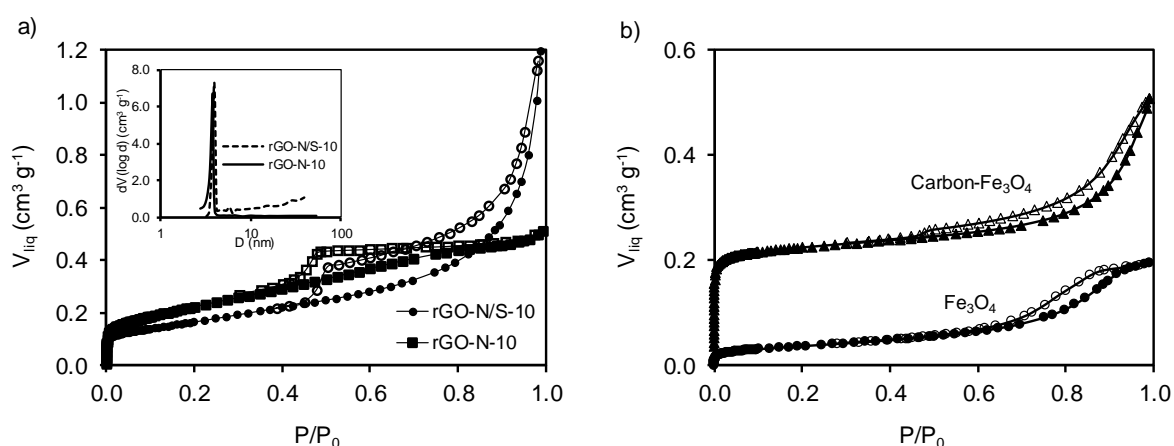 a)
1.2
1.0
0.8
0.6
0.4
0.2
0.0
0.0 0.2 0.4 0.6 0.8 1.0
V_liq (cm³ g⁻¹)
P/P₀
8.0
6.0
4.0
2.0
0.0
1 10 100
dV (log d) (cm³ g⁻¹)
D (nm)
rGO-N/S-10
rGO-N-10
rGO-N/S-10
rGO-N-10
b)
0.6
0.4
0.2
0.0
0.0 0.2 0.4 0.6 0.8 1.0
V_liq (cm³ g⁻¹)
P/P₀
Carbon-Fe₃O₄
Fe₃O₄